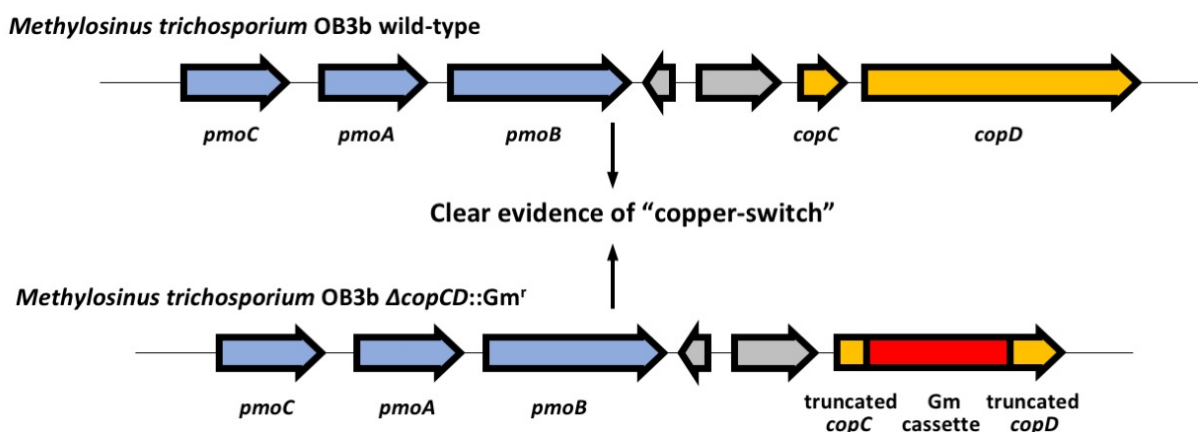 Methylosinus trichosporium OB3b wild-type
pmoC pmoA pmoB copC copD
Clear evidence of “copper-switch”
Methylosinus trichosporium OB3b ΔcopCD::Gmʳ
pmoC pmoA pmoB truncated copC Gm cassette truncated copD